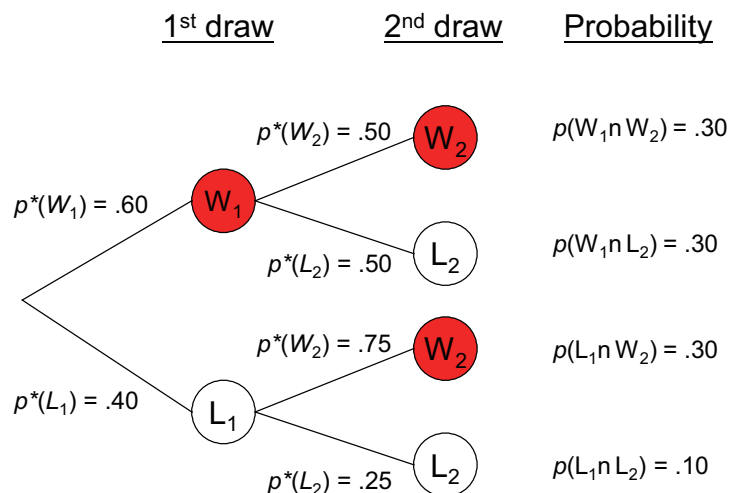 1st draw 2nd draw Probability
p*(W2) = .50 W2 p(W1n W2) = .30
p*(W1) = .60 W1
p*(L2) = .50 L2 p(W1n L2) = .30
p*(W2) = .75 W2 p(L1n W2) = .30
p*(L1) = .40 L1
p*(L2) = .25 L2 p(L1n L2) = .10